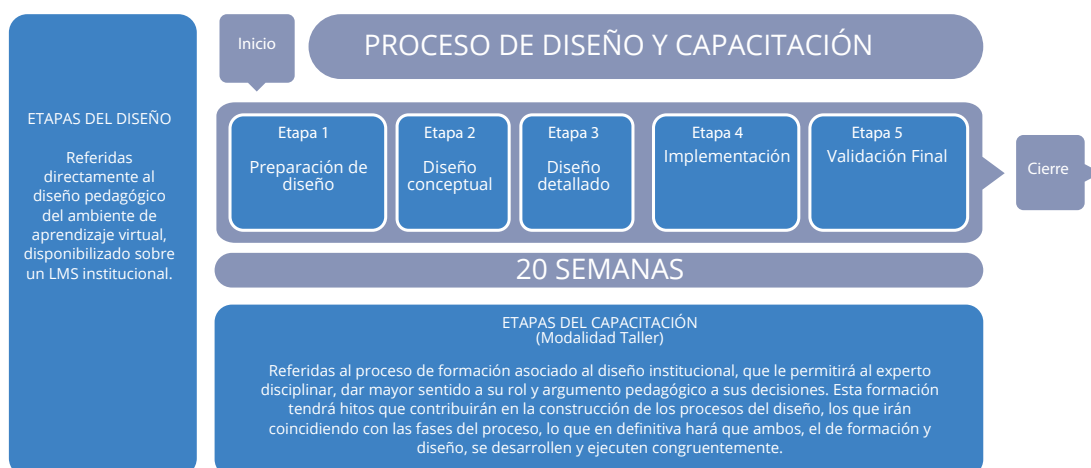 ETAPAS DEL DISEÑO
Referidas
directamente al
diseño pedagógico
del ambiente de
aprendizaje virtual,
disponibilizado sobre
un LMS institucional.
Inicio
PROCESO DE DISEÑO Y CAPACITACIÓN
Etapa 1
Preparación de
diseño
Etapa 2
Diseño
conceptual
Etapa 3
Diseño
detallado
Etapa 4
Implementación
Etapa 5
Validación Final
Cierre
20 SEMANAS
ETAPAS DEL CAPACITACIÓN
(Modalidad Taller)
Referidas al proceso de formación asociado al diseño institucional, que le permitirá al experto
disciplinar, dar mayor sentido a su rol y argumento pedagógico a sus decisiones. Esta formación
tendrá hitos que contribuirán en la construcción de los procesos del diseño, los que irán
coincidiendo con las fases del proceso, lo que en definitiva hará que ambos, el de formación y
diseño, se desarrollen y ejecuten congruentemente.